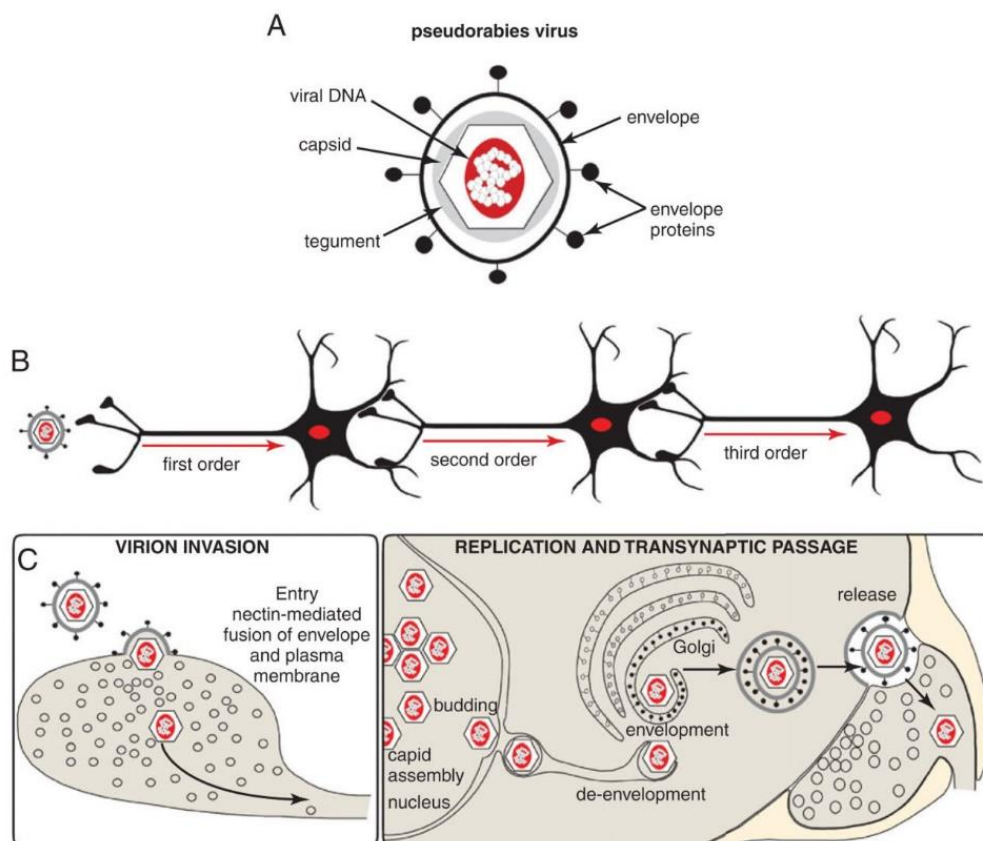 A
pseudorabies virus
viral DNA
envelope
capsid
envelope
proteins
tegument
B
first order
second order
third order
C
VIRION INVASION
Entry
nectin-mediated
fusion of envelope
and plasma
membrane
REPLICATION AND TRANSYNAPTIC PASSAGE
release
Golgi
budding
envelopment
capid
assembly
de-envelopment
nucleus